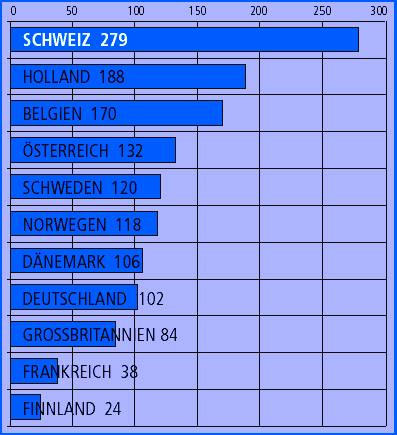 0 50 100 150 200 250 300
SCHWEIZ 279
HOLLAND 188
BELGIEN 170
ÖSTERREICH 132
SCHWEDEN 120
NORWEGEN 118
DÄNEMARK 106
DEUTSCHLAND 102
GROSSBRITANNIEN 84
FRANKREICH 38
FINNLAND 24